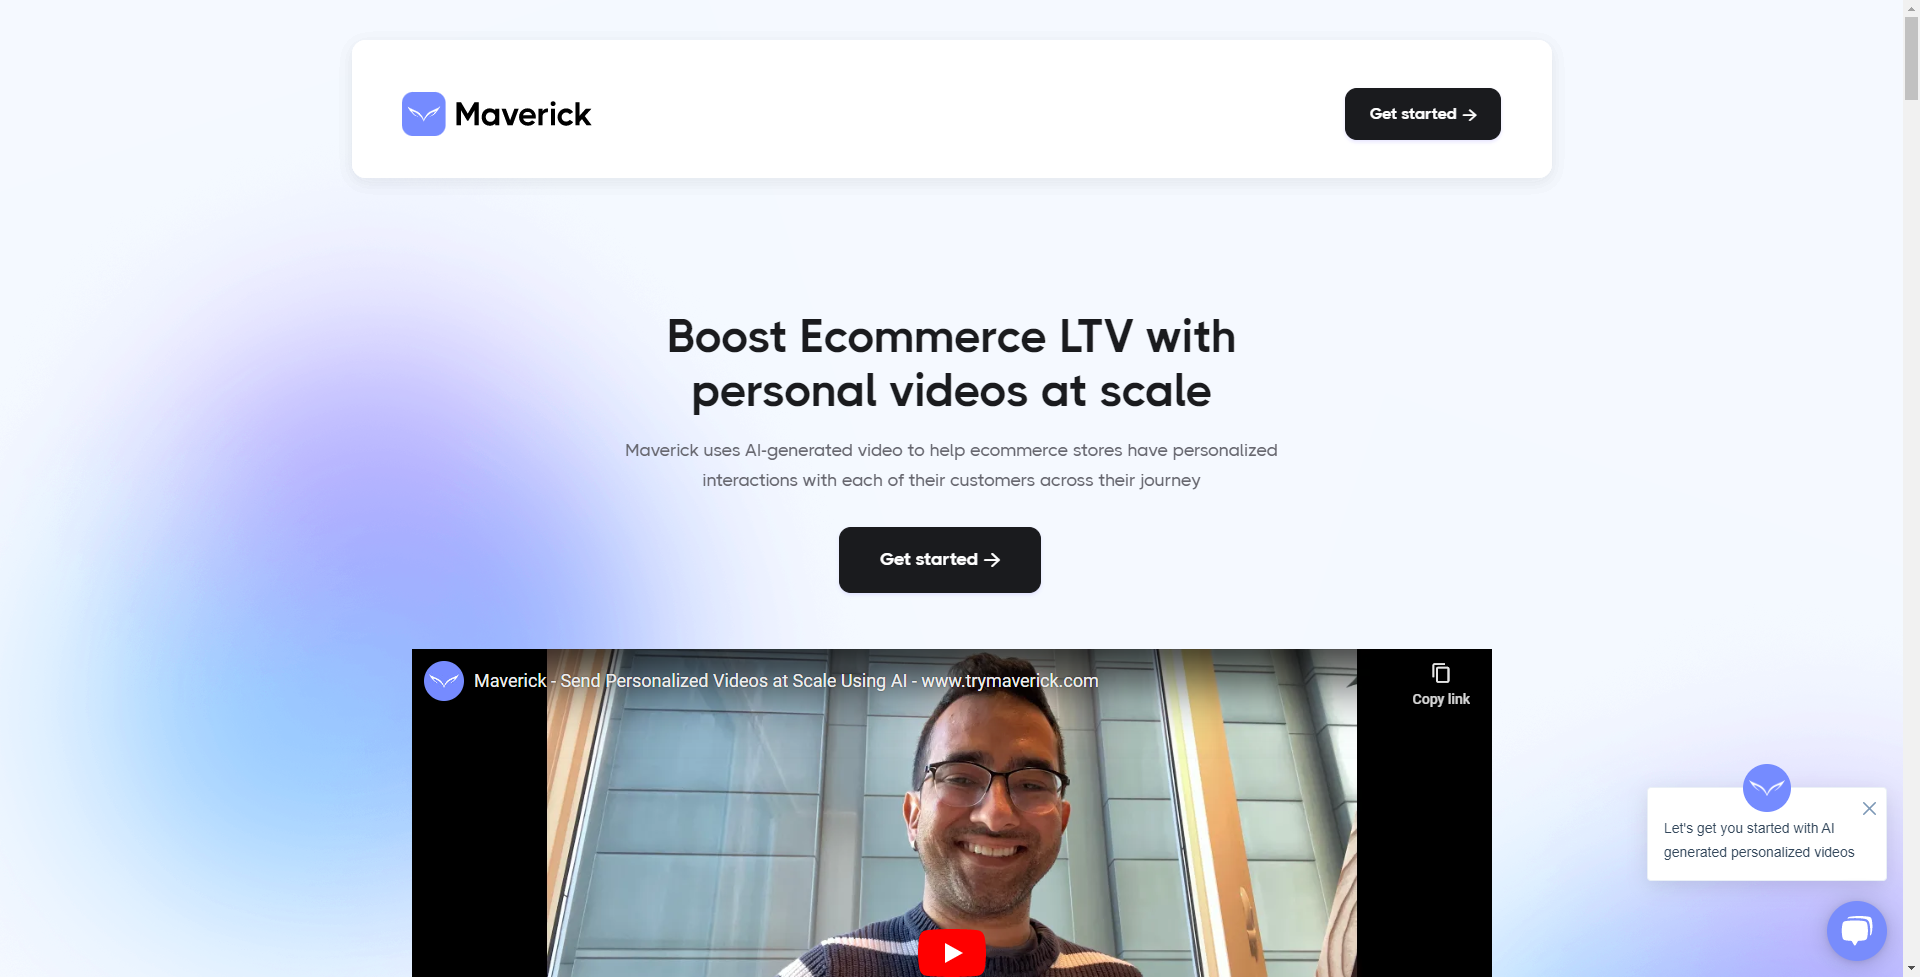 Maverick
Get started →
Boost Ecommerce LTV with
personal videos at scale
Maverick uses AI-generated video to help ecommerce stores have personalized
interactions with each of their customers across their journey
Get started →
Maverick - Send Personalized Videos at Scale Using AI - www.trymaverick.com
Copy link
Let's get you started with AI
generated personalized videos